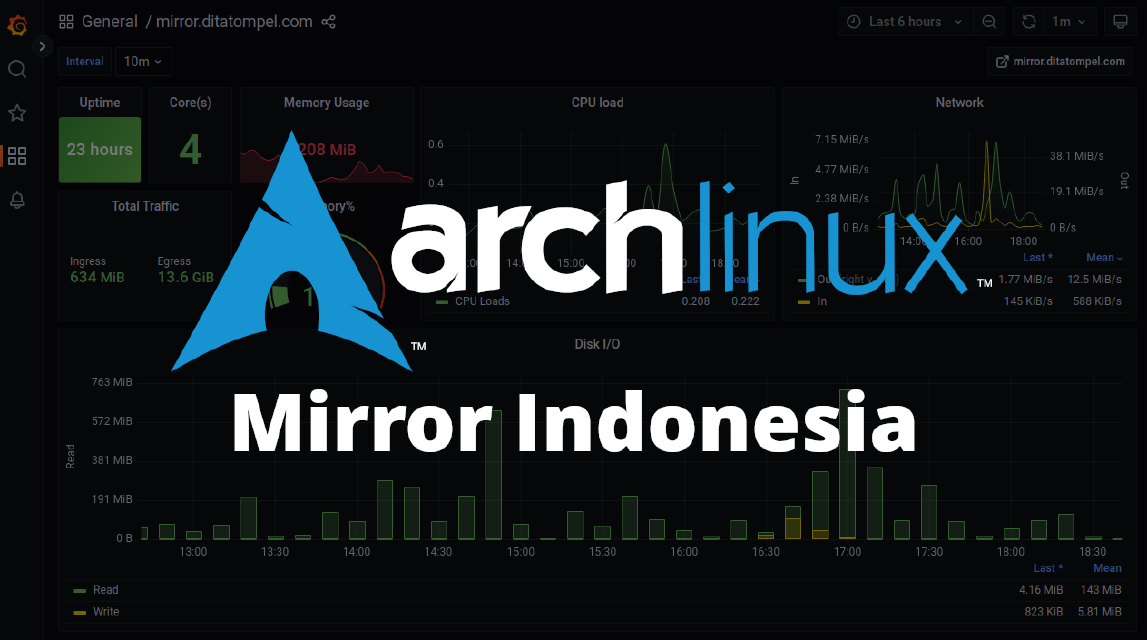 General / mirror.ditatompel.com
Last 6 hours
1m
Interval
10m
mirror.ditatompel.com
Uptime
23 hours
Core(s)
4
Memory Usage
208 MiB
CPU load
0.6
0.4
15:00
CPU Loads
0.208 0.222
Network
7.15 MiB/s
4.77 MiB/s
2.38 MiB/s
0 B/s
In
38.1 MiB/s
19.1 MiB/s
0 B/s
Out
14:00 16:00 18:00
Last * Mean
1.77 MiB/s 12.5 MiB/s
In 145 KiB/s 588 KiB/s
Total Traffic
Ingress
634 MiB
Egress
13.6 GiB
archlinux ™
™
Mirror Indonesia
Disk I/O
763 MiB
572 MiB
381 MiB
191 MiB
0 B
Read
13:00 13:30 14:00 14:30 15:00 15:30 16:00 16:30 17:00 17:30 18:00 18:30
Last * Mean
Read 4.16 MiB 143 MiB
Write 823 KiB 5.81 MiB